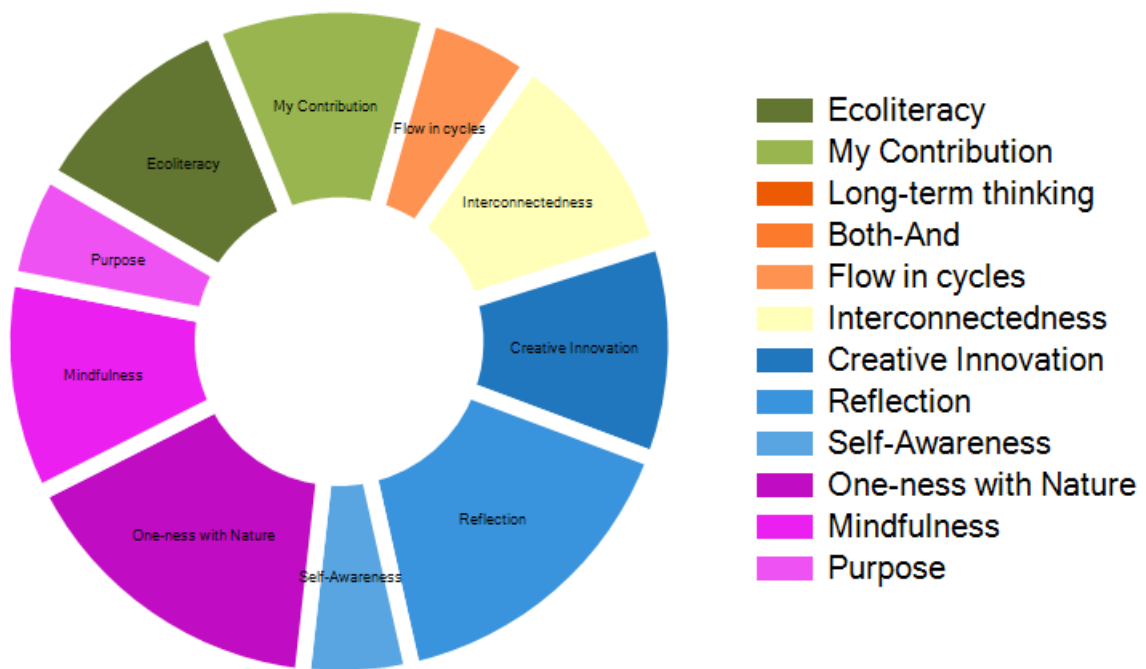 My Contribution
Flow in cycles
Ecoliteracy
Interconnectedness
Purpose
Creative Innovation
Mindfulness
Reflection
One-ness with Nature
Self-Awareness
Ecoliteracy
My Contribution
Long-term thinking
Both-And
Flow in cycles
Interconnectedness
Creative Innovation
Reflection
Self-Awareness
One-ness with Nature
Mindfulness
Purpose